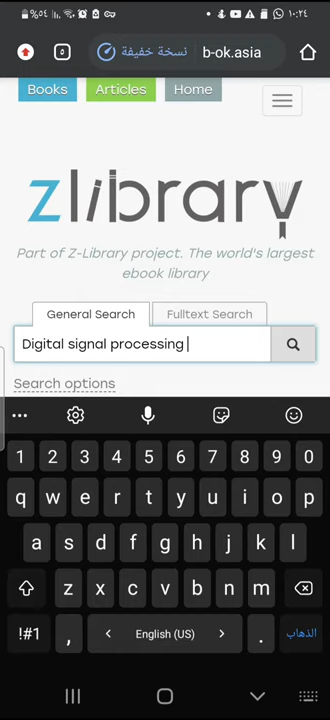 %٥٤ ١٠:٢٤
٥ نسخة خفيفة b-ok.asia
Books Articles Home
zlibrary
Part of Z-Library project. The world's largest
ebook library
General Search Fulltext Search
Digital signal processing
Search options
1 2 3 4 5 6 7 8 9 0
q w e r t y u i o p
a s d f g h j k l
z x c v b n m
!#1 , < English (US) > . الذهاب